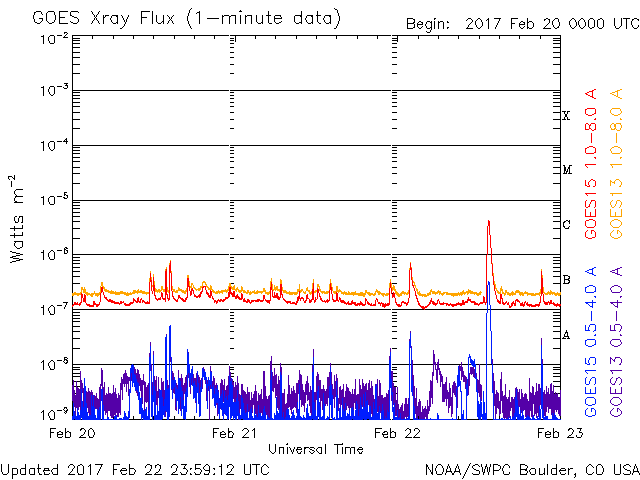 GOES Xray Flux (1-minute data)
Begin: 2017 Feb 20 0000 UTC
10⁻²
10⁻³
10⁻⁴
10⁻⁵
10⁻⁶
10⁻⁷
10⁻⁸
10⁻⁹
Watts m⁻²
X
M
C
B
A
GOES15 1.0-8.0 A
GOES13 1.0-8.0 A
GOES15 0.5-4.0 A
GOES13 0.5-4.0 A
Feb 20 Feb 21 Feb 22 Feb 23
Universal Time
Updated 2017 Feb 22 23:59:12 UTC
NOAA/SWPC Boulder, CO USA